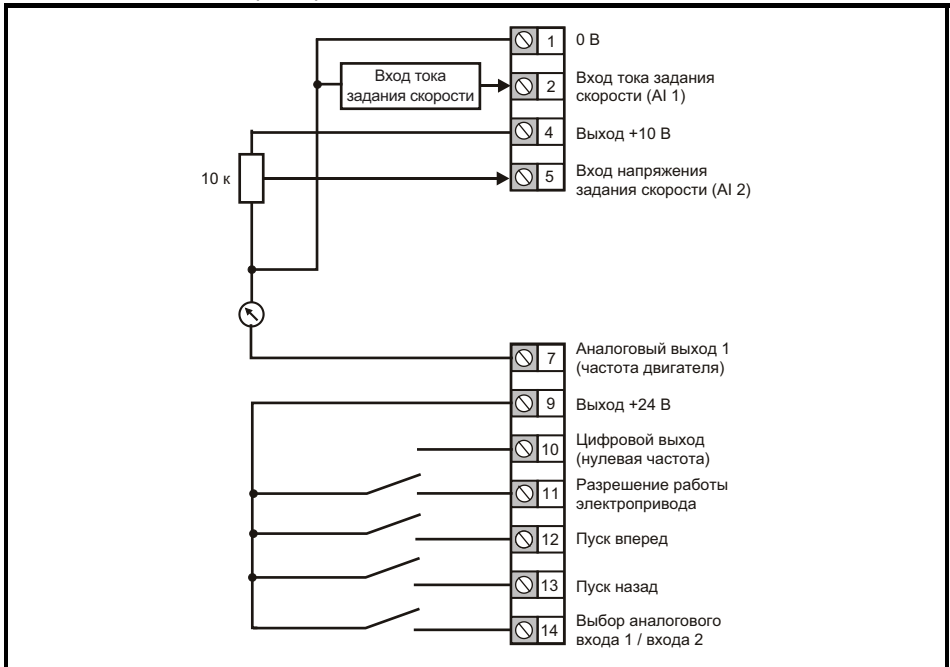 1
0 В
Вход тока
задания скорости
2
Вход тока задания
скорости (AI 1)
4
Выход +10 В
10 к
5
Вход напряжения
задания скорости (AI 2)
7
Аналоговый выход 1
(частота двигателя)
9
Выход +24 В
10
Цифровой выход
(нулевая частота)
11
Разрешение работы
электропривода
12
Пуск вперед
13
Пуск назад
14
Выбор аналогового
входа 1 / входа 2